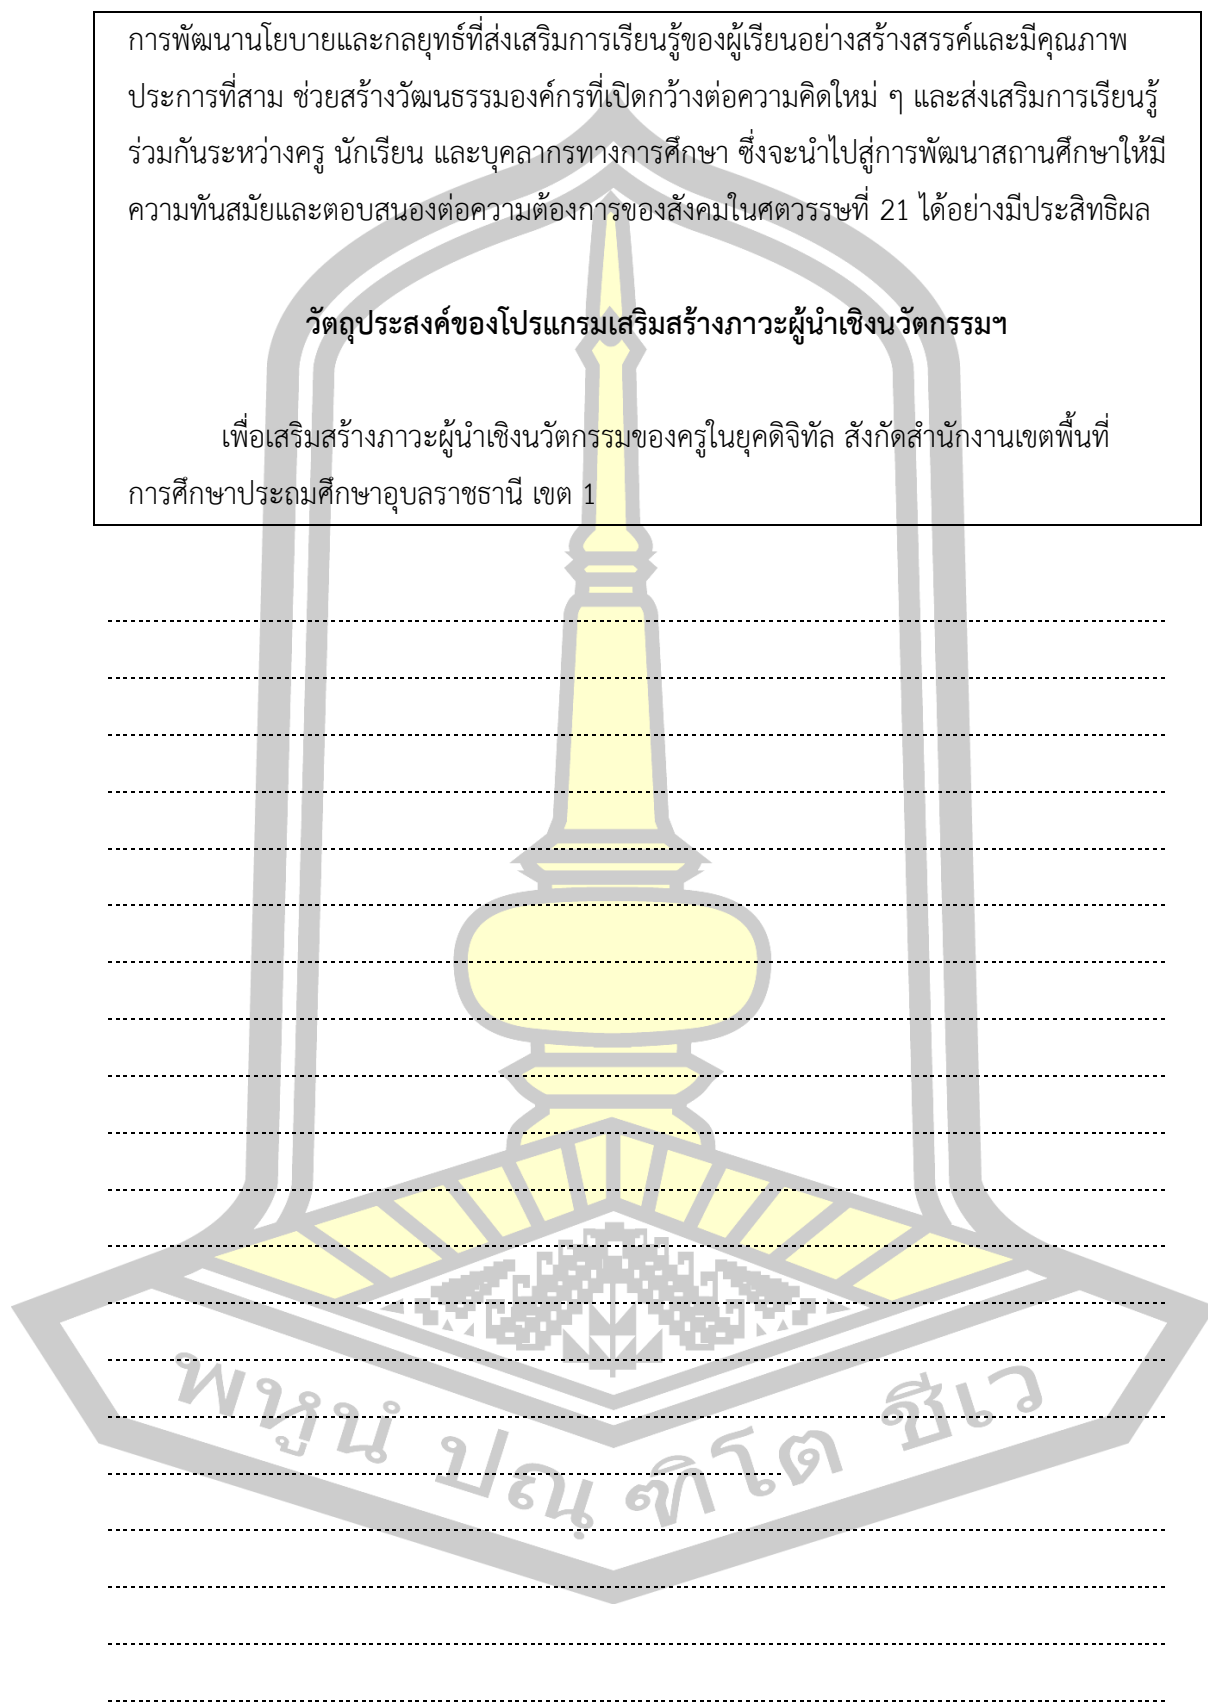 การพัฒนานโยบายและกลยุทธ์ที่ส่งเสริมการเรียนรู้ของผู้เรียนอย่างสร้างสรรค์และมีคุณภาพ
ประการที่สาม ช่วยสร้างวัฒนธรรมองค์กรที่เปิดกว้างต่อความคิดใหม่ ๆ และส่งเสริมการเรียนรู้
ร่วมกันระหว่างครู นักเรียน และบุคลากรทางการศึกษา ซึ่งจะนำไปสู่การพัฒนาสถานศึกษาให้มี
ความทันสมัยและตอบสนองต่อความต้องการของสังคมในศตวรรษที่ 21 ได้อย่างมีประสิทธิผล
วัตถุประสงค์ของโปรแกรมเสริมสร้างภาวะผู้นำเชิงนวัตกรรมฯ
เพื่อเสริมสร้างภาวะผู้นำเชิงนวัตกรรมของครูในยุคดิจิทัล สังกัดสำนักงานเขตพื้นที่
การศึกษาประถมศึกษาอุบลราชธานี เขต 1
พหูนํ ปณฺ ฑิโต ชีเว